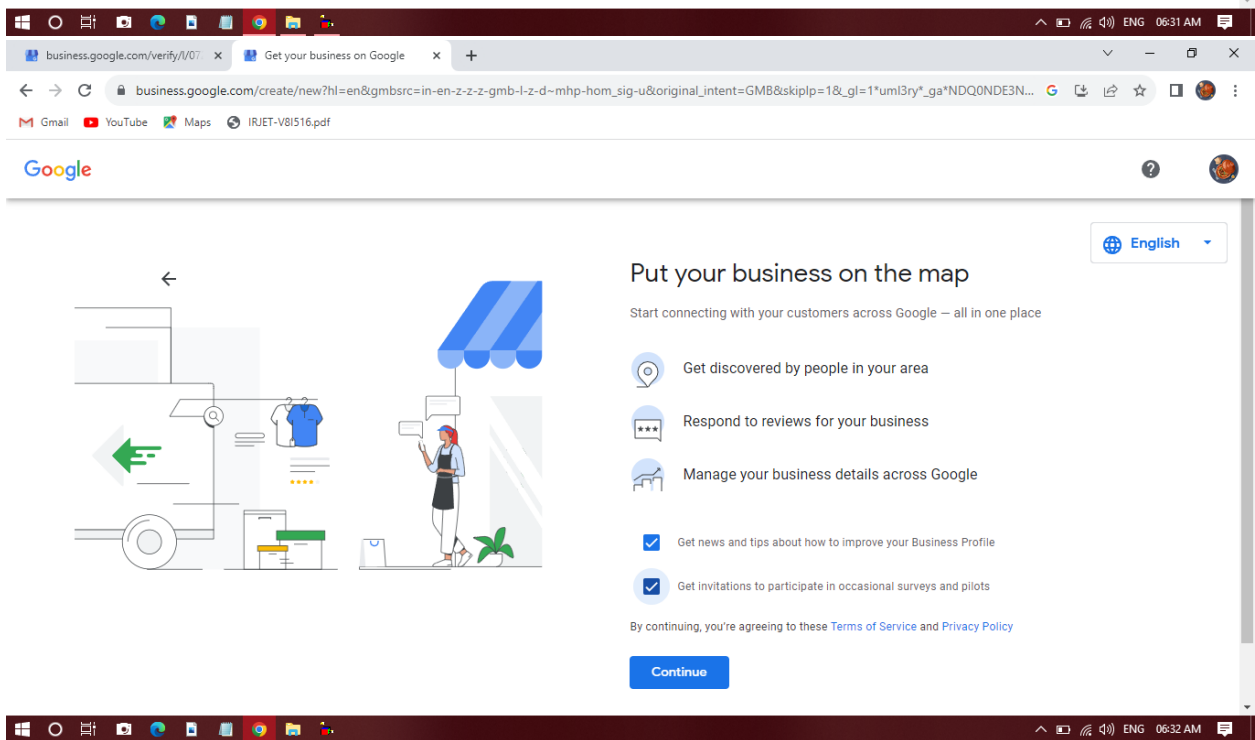 ENG 06:31 AM
business.google.com/verify/l/07:
Get your business on Google
business.google.com/create/new?hl=en&gmbsrc=in-en-z-z-z-gmb-l-z-d~mhp-hom_sig-u&original_intent=GMB&skiplp=1&_gl=1*uml3ry*_ga*NDQ0NDE3N...
Gmail YouTube Maps IRJET-V8I516.pdf
Google
English
Put your business on the map
Start connecting with your customers across Google – all in one place
Get discovered by people in your area
Respond to reviews for your business
Manage your business details across Google
Get news and tips about how to improve your Business Profile
Get invitations to participate in occasional surveys and pilots
By continuing, you're agreeing to these Terms of Service and Privacy Policy
Continue
ENG 06:32 AM